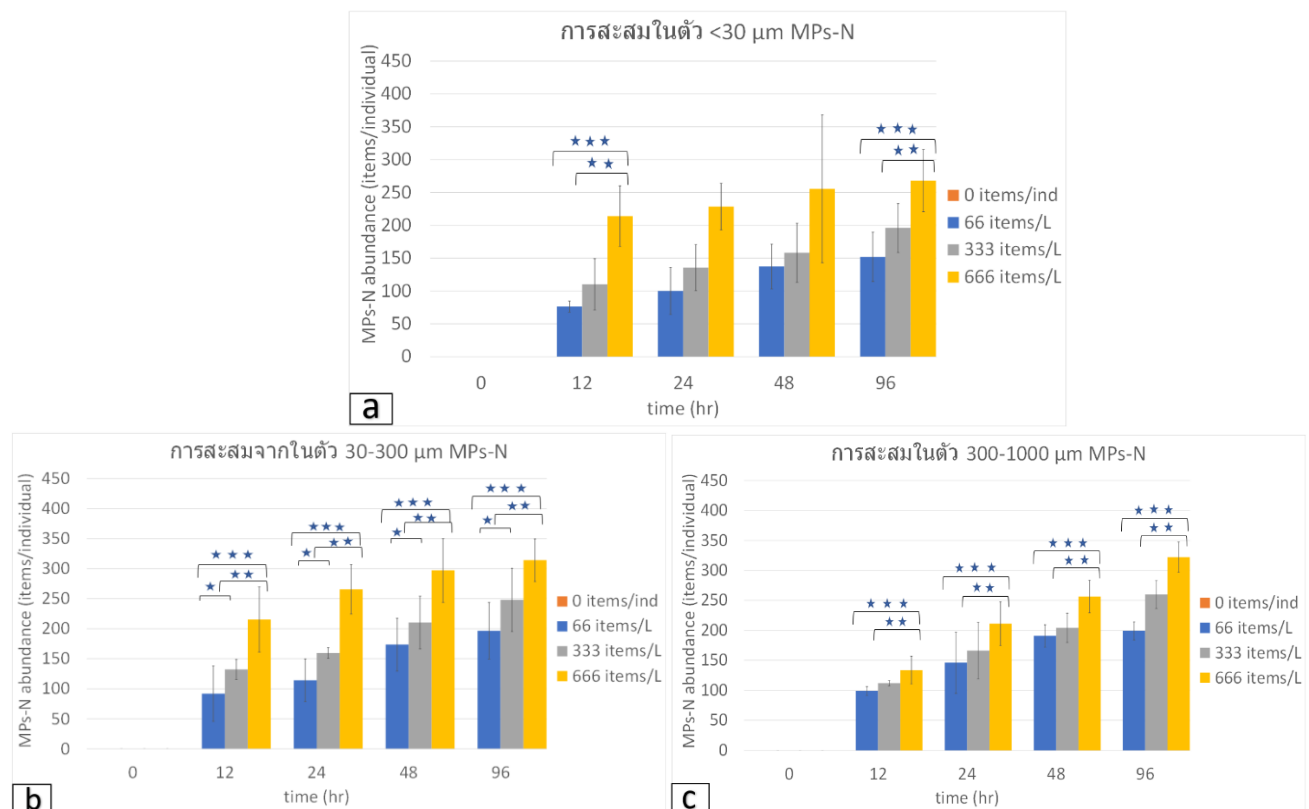 การสะสมในตัว <30 µm MPs-N
MPs-N abundance (items/individual)
450
400
350
300
250
200
150
100
50
0
★★★
★★
★★★
★★
0 items/ind
66 items/L
333 items/L
666 items/L
0 12 24 48 96
time (hr)
a
การสะสมจากในตัว 30-300 µm MPs-N
MPs-N abundance (items/individual)
450
400
350
300
250
200
150
100
50
0
★★★
★★
★
★★★
★★
★
★★★
★★
★
★★★
★★
★
0 items/ind
66 items/L
333 items/L
666 items/L
0 12 24 48 96
time (hr)
b
การสะสมในตัว 300-1000 µm MPs-N
MPs-N abundance (items/individual)
450
400
350
300
250
200
150
100
50
0
★★★
★★
★★★
★★
★★★
★★
★★★
★★
0 items/ind
66 items/L
333 items/L
666 items/L
0 12 24 48 96
time (hr)
c